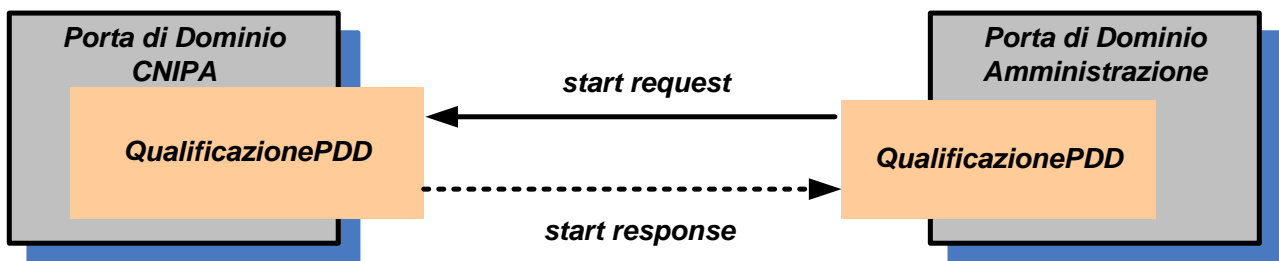 Porta di Dominio
CNIPA
QualificazionePDD
start request
start response
Porta di Dominio
Amministrazione
QualificazionePDD